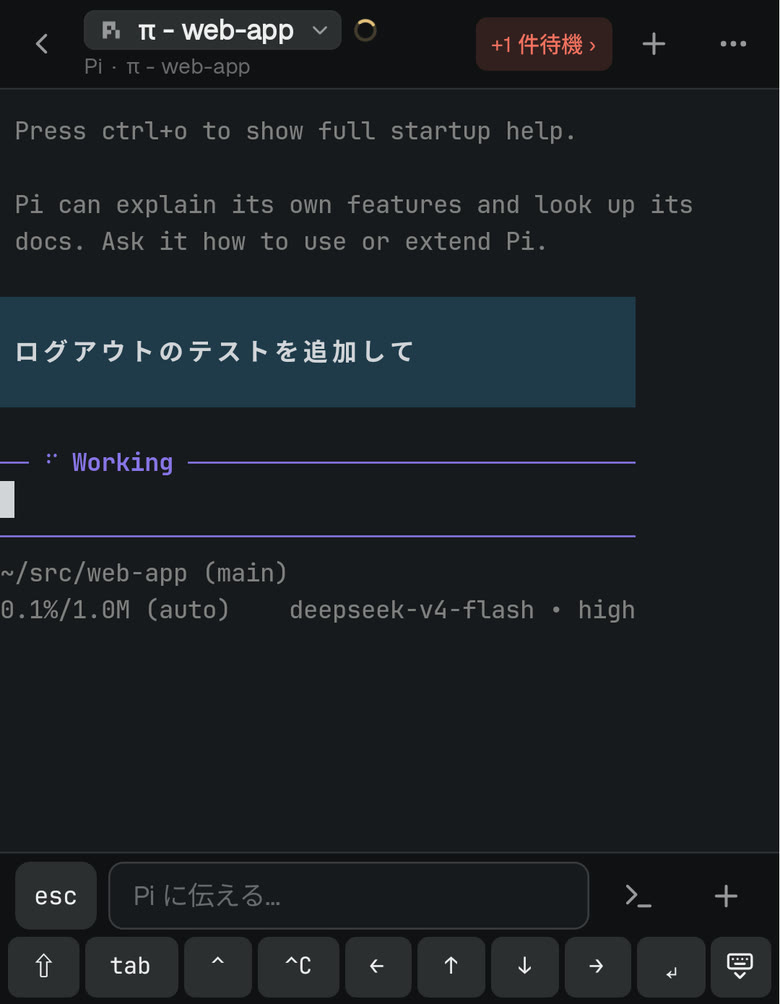 π - web-app
Pi · π - web-app
+1 件待機 ›
Press ctrl+o to show full startup help.
Pi can explain its own features and look up its
docs. Ask it how to use or extend Pi.
ログアウトのテストを追加して
Working
~/src/web-app (main)
0.1%/1.0M (auto) deepseek-v4-flash • high
esc
Pi に伝える...
⇧ tab ^ ^C ← ↑ ↓ → ↵